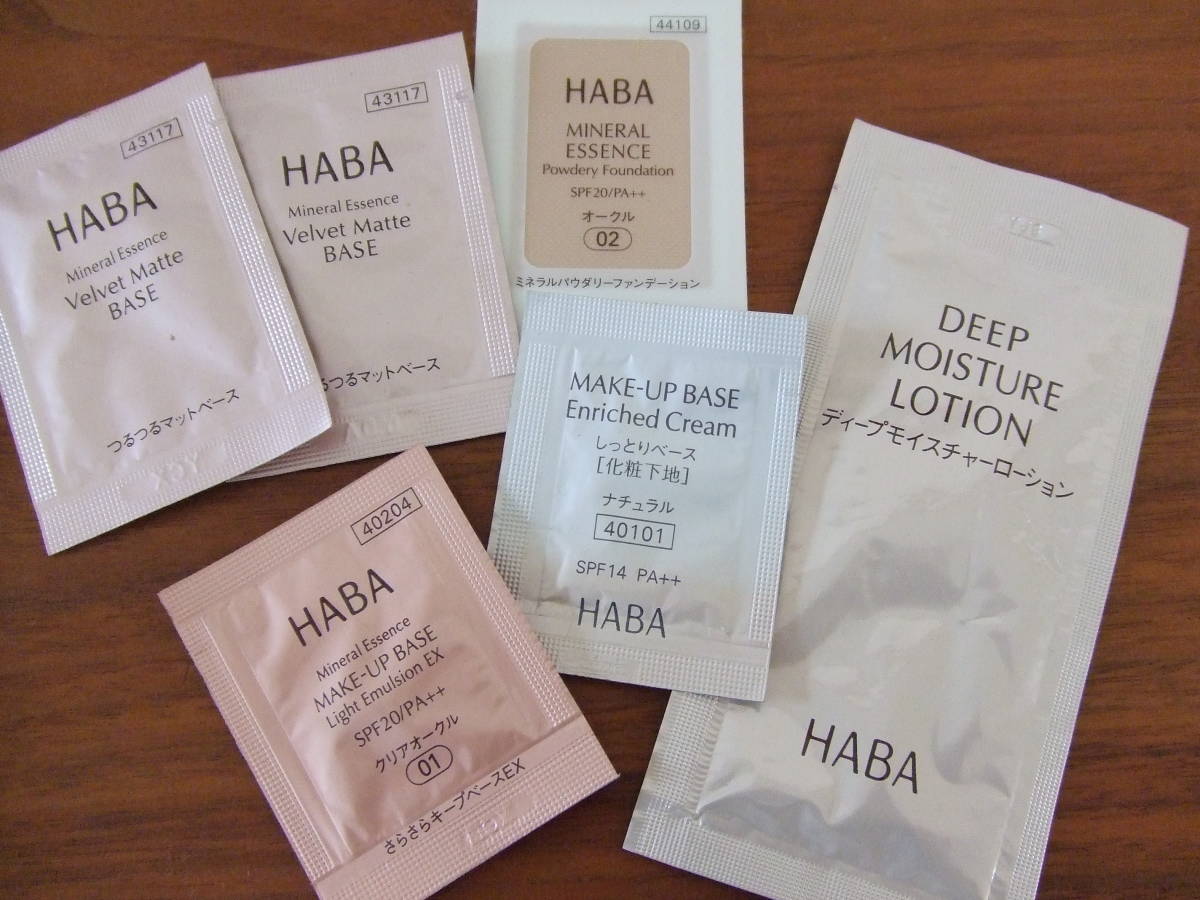 43117
HABA
Mineral Essence
Velvet Matte
BASE
つるつるマットベース
43117
HABA
Mineral Essence
Velvet Matte
BASE
るつるマットベース
44109
HABA
MINERAL
ESSENCE
Powdery Foundation
SPF20/PA++
オークル
02
ミネラルパウダリーファンデーション
40204
HABA
Mineral Essence
MAKE-UP BASE
Light Emulsion EX
SPF20/PA++
クリアオークル
01
さらさらキープベースEX
MAKE-UP BASE
Enriched Cream
しっとりベース
[化粧下地]
ナチュラル
40101
SPF14 PA++
HABA
DEEP
MOISTURE
LOTION
ディープモイスチャーローション
HABA